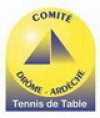 COMITÉ
DRÔME - ARDÈCHE
Tennis de Table